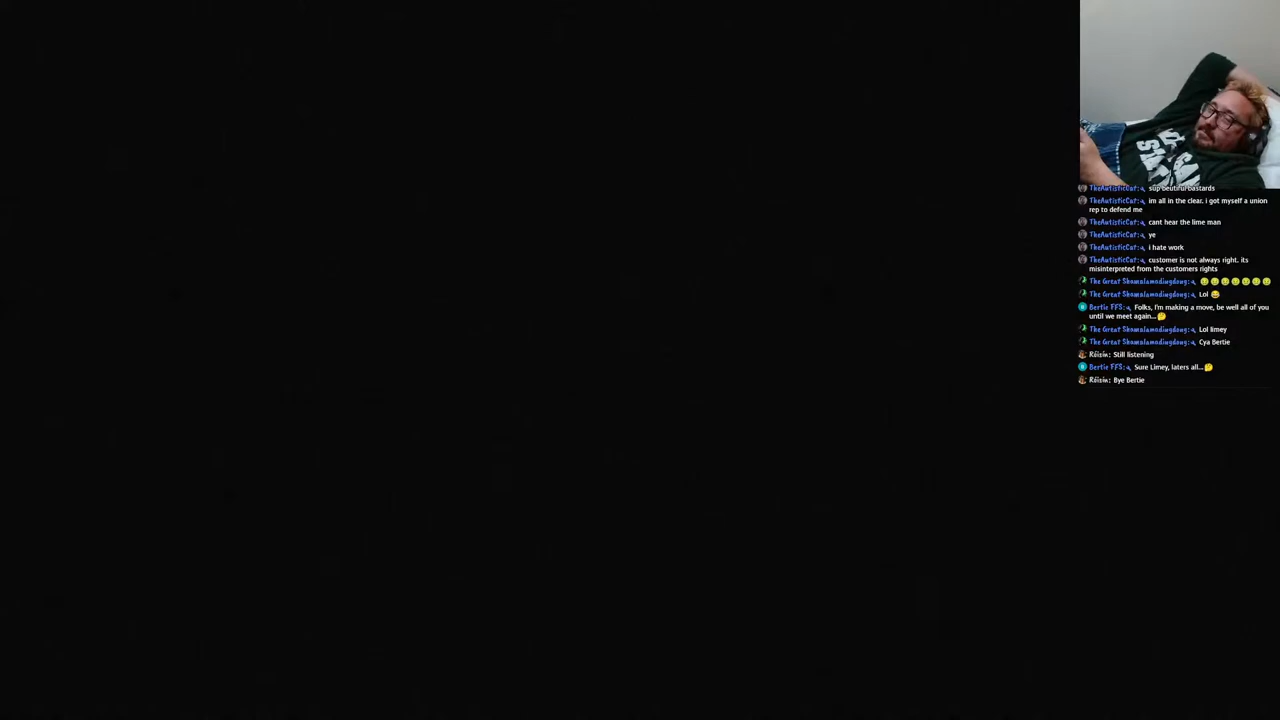 TheAutisticCat: sup beutiful bastards
TheAutisticCat: im all in the clear. i got myself a union
rep to defend me
TheAutisticCat: cant hear the lime man
TheAutisticCat: ye
TheAutisticCat: i hate work
TheAutisticCat: customer is not always right. its
misinterpreted from the customers rights
The Great Shamalamadingdong: 🤢🤢🤢🤢🤢🤢🤢
The Great Shamalamadingdong: Lol 😂
Bertie FFS: Folks, I'm making a move, be well all of you
until we meet again...🤔
The Great Shamalamadingdong: Lol limey
The Great Shamalamadingdong: Cya Bertie
Róisín: Still listening
Bertie FFS: Sure Limey, laters all...🤔
Róisín: Bye Bertie